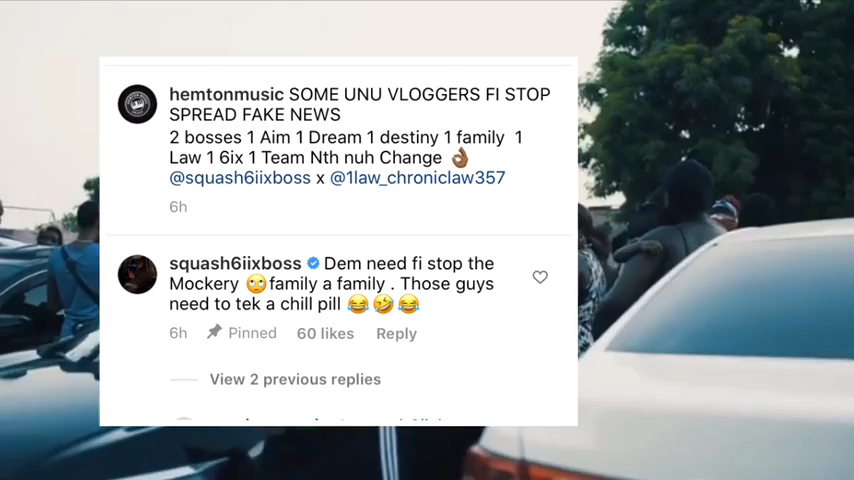 hemtonmusic SOME UNU VLOGGERS FI STOP
SPREAD FAKE NEWS
2 bosses 1 Aim 1 Dream 1 destiny 1 family 1
Law 1 6ix 1 Team Nth nuh Change 👌🏾
@squash6iixboss x @1law_chroniclaw357
6h
squash6iixboss Dem need fi stop the
Mockery 🙄family a family . Those guys
need to tek a chill pill 😂🤣😂
6h Pinned 60 likes Reply
View 2 previous replies